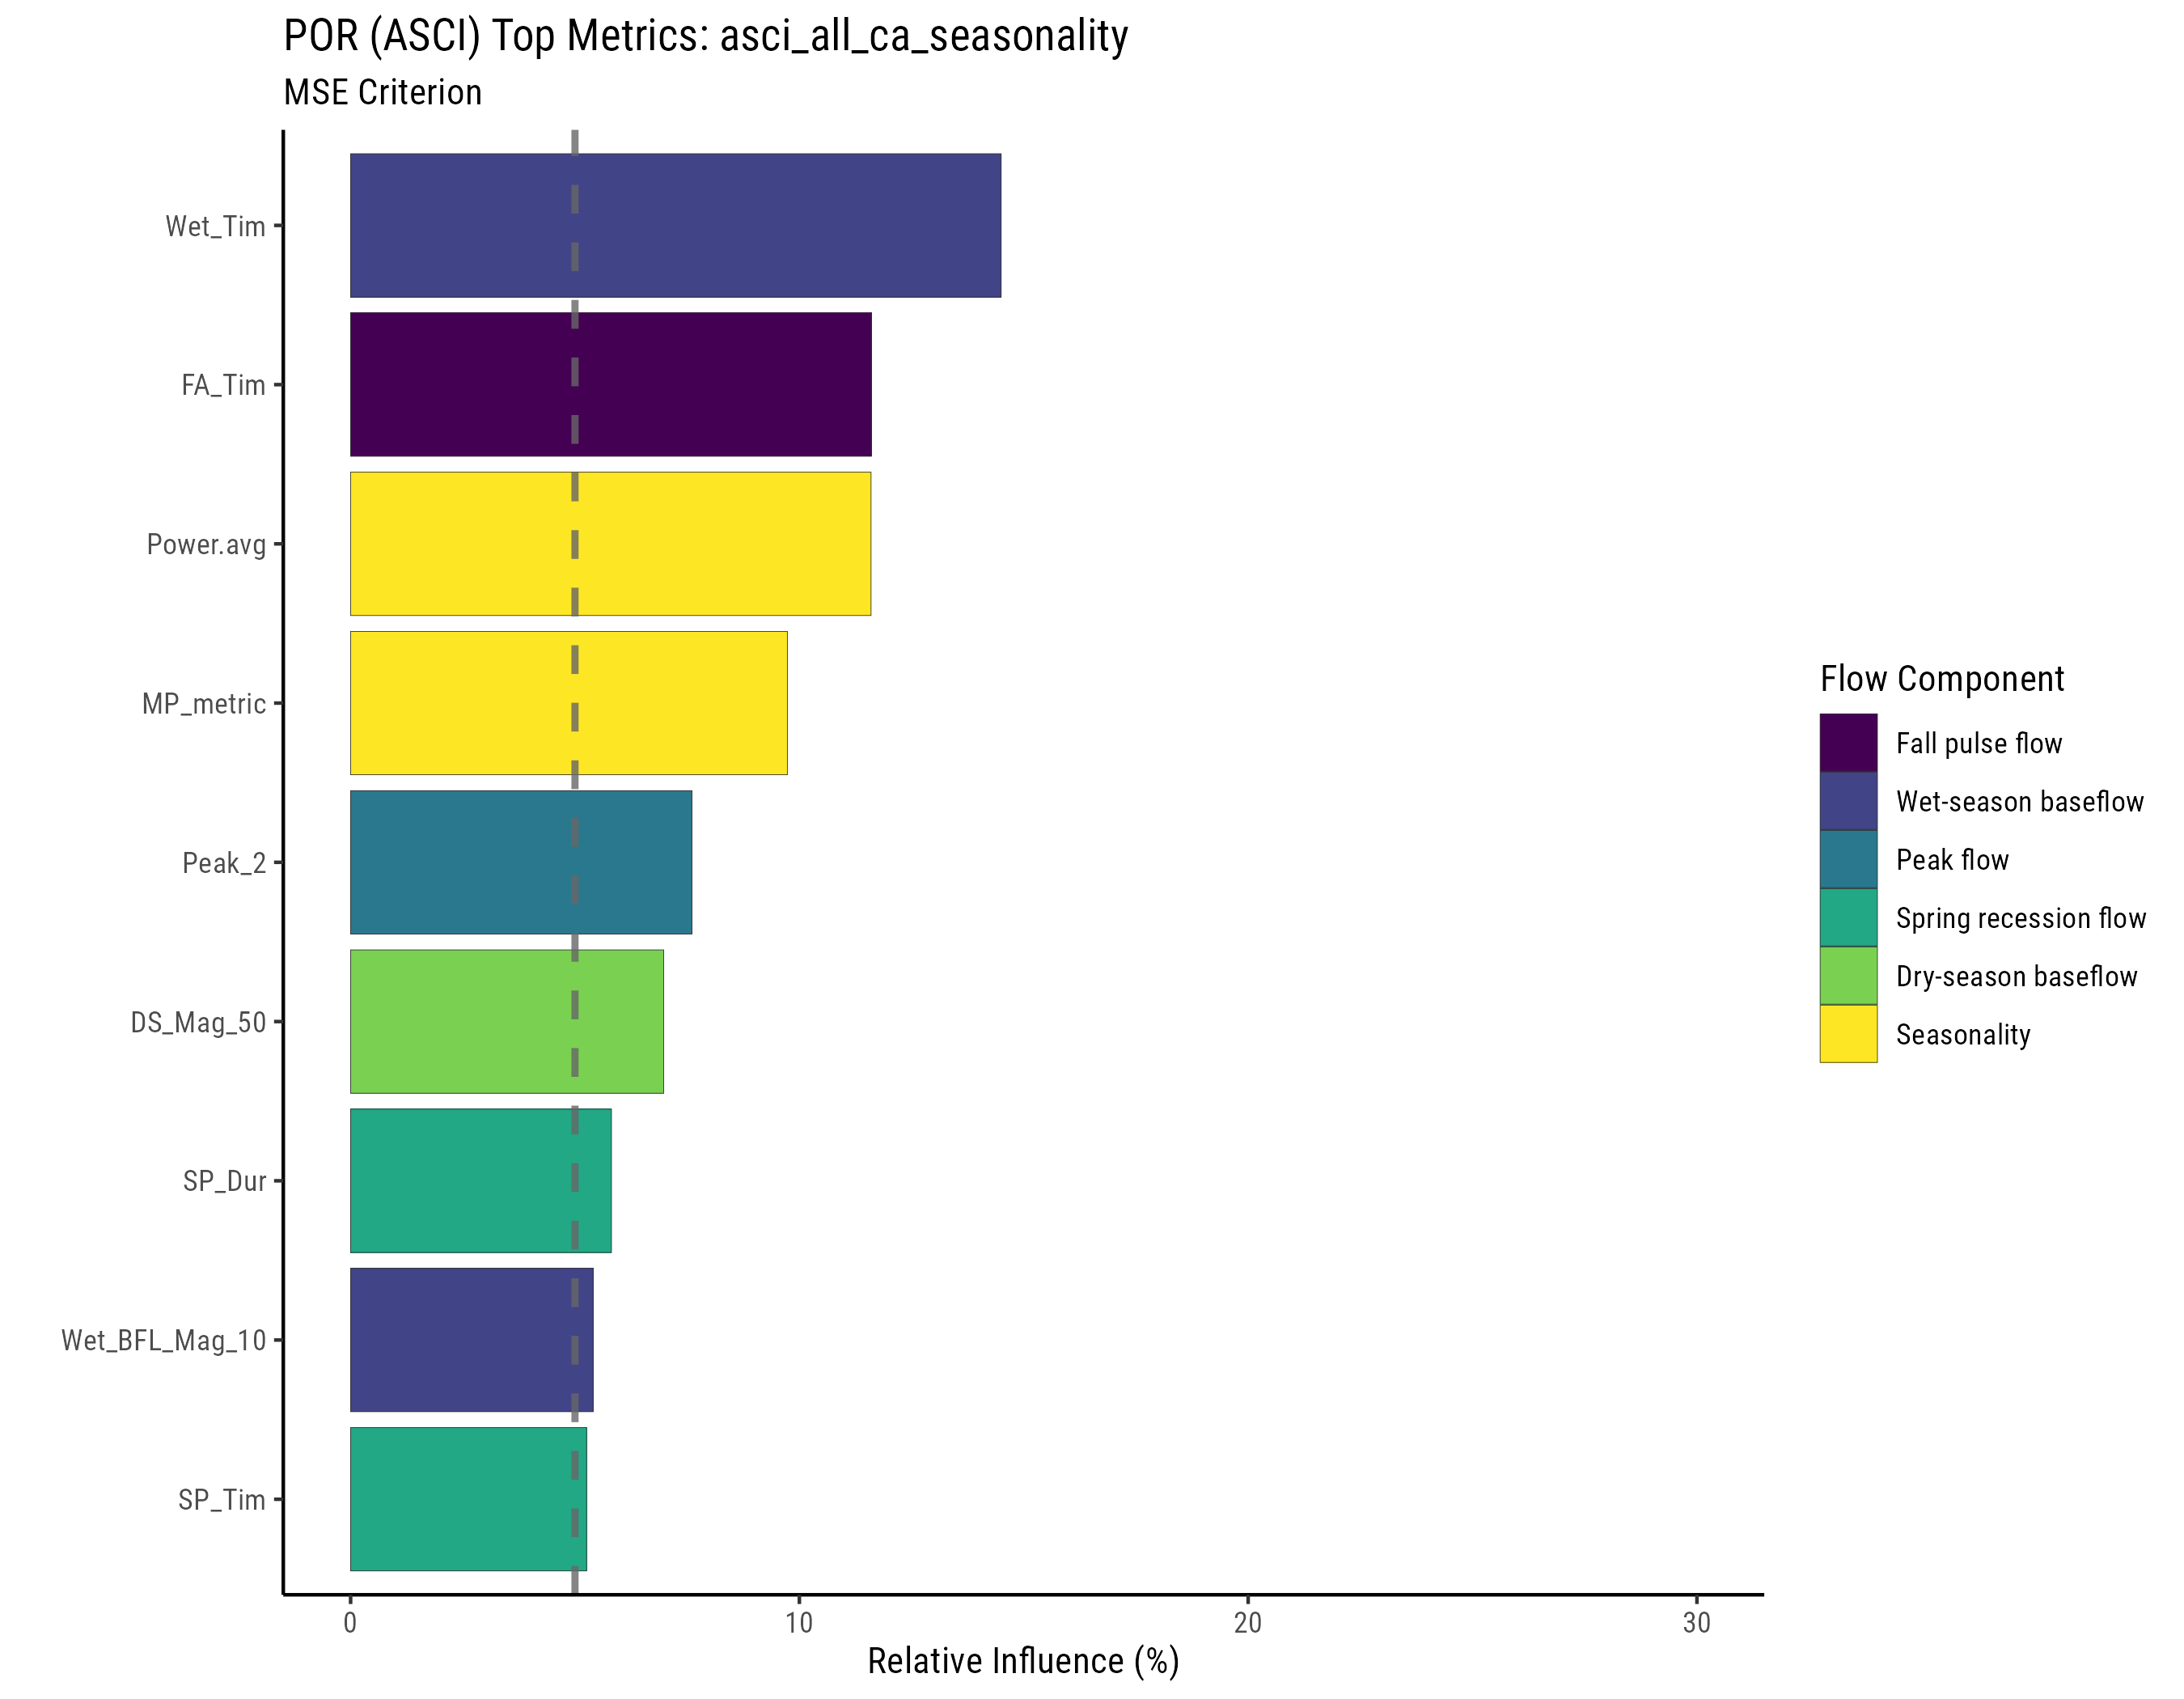 POR (ASCI) Top Metrics: asci_all_ca_seasonality
MSE Criterion
Wet_Tim
FA_Tim
Power.avg
MP_metric
Peak_2
DS_Mag_50
SP_Dur
Wet_BFL_Mag_10
SP_Tim
0 10 20 30
Relative Influence (%)
Flow Component
Fall pulse flow
Wet-season baseflow
Peak flow
Spring recession flow
Dry-season baseflow
Seasonality